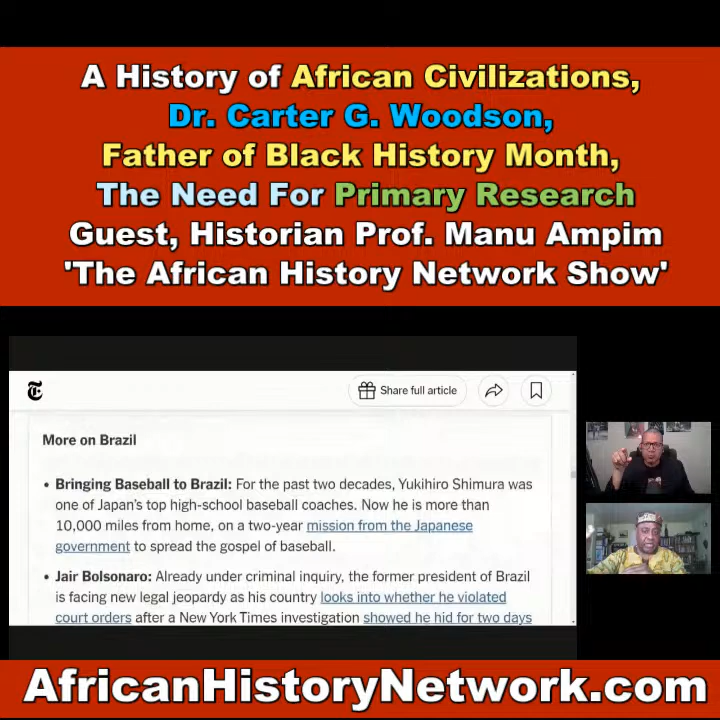 A History of African Civilizations,
Dr. Carter G. Woodson,
Father of Black History Month,
The Need For Primary Research
Guest, Historian Prof. Manu Ampim
'The African History Network Show'
T
Share full article
More on Brazil
• Bringing Baseball to Brazil: For the past two decades, Yukihiro Shimura was
one of Japan's top high-school baseball coaches. Now he is more than
10,000 miles from home, on a two-year mission from the Japanese
government to spread the gospel of baseball.
• Jair Bolsonaro: Already under criminal inquiry, the former president of Brazil
is facing new legal jeopardy as his country looks into whether he violated
court orders after a New York Times investigation showed he hid for two days
AfricanHistoryNetwork.com